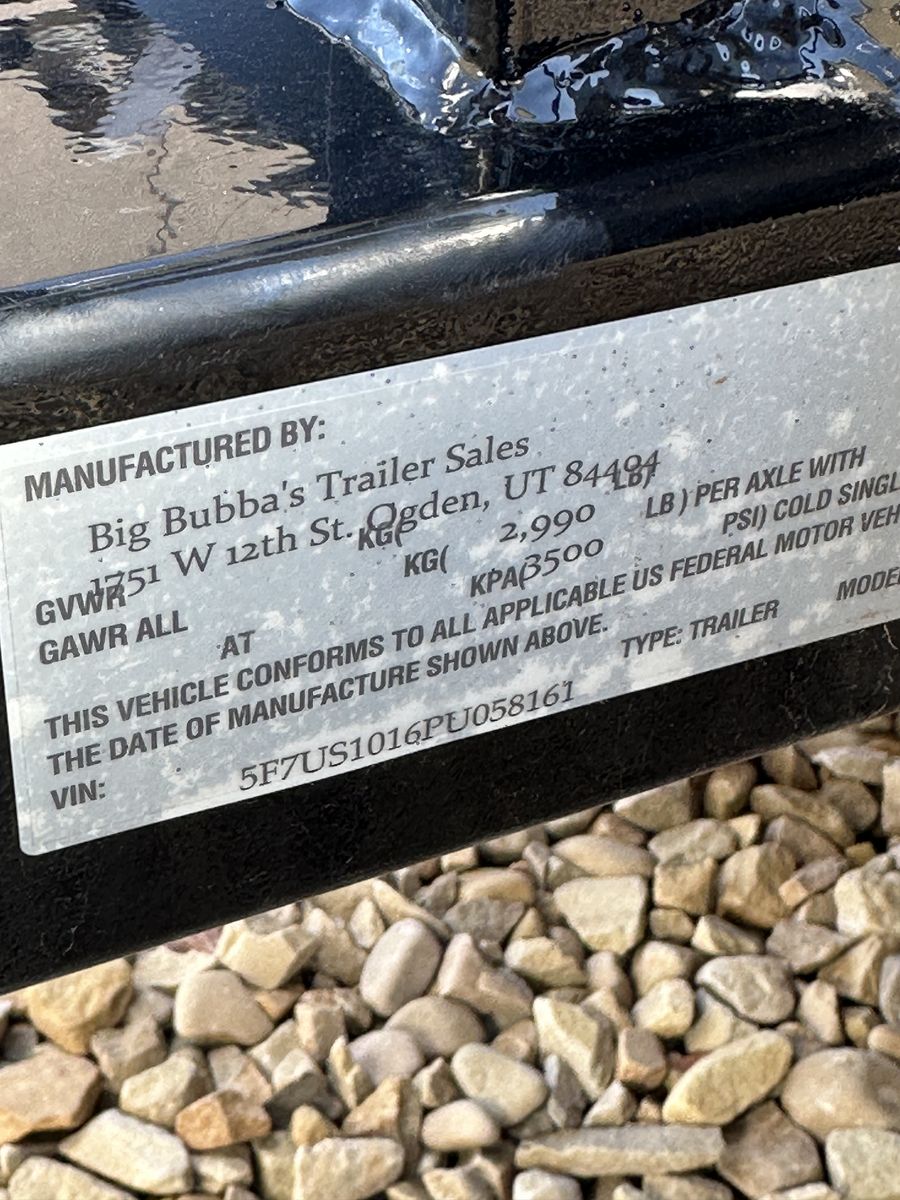 MANUFACTURED BY:
Big Bubba's Trailer Sales
1751 W 12th St. Ogden, UT 84404
GVWR KG( 2,990 LB)
GAWR ALL KG( 3500 LB ) PER AXLE WITH
AT KPA( PSI) COLD SINGL
THIS VEHICLE CONFORMS TO ALL APPLICABLE US FEDERAL MOTOR VEH
THE DATE OF MANUFACTURE SHOWN ABOVE.
VIN: 5F7US1016PU058161 TYPE: TRAILER MODE